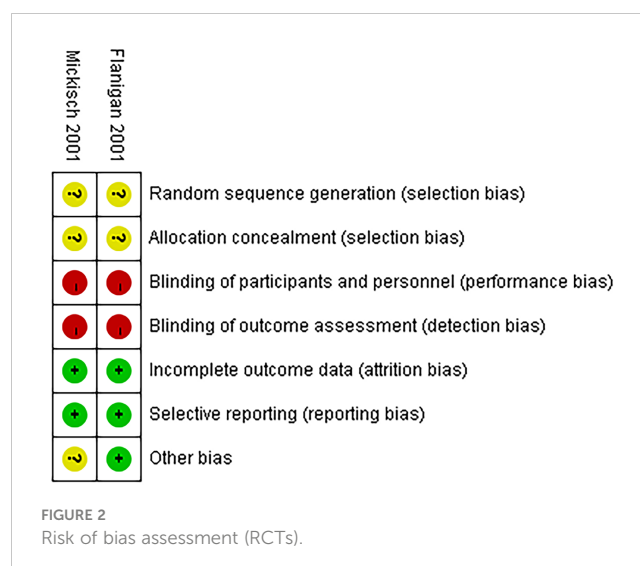 Mickisch 2001
Flanigan 2001
? ? Random sequence generation (selection bias)
? ? Allocation concealment (selection bias)
– – Blinding of participants and personnel (performance bias)
– – Blinding of outcome assessment (detection bias)
+ + Incomplete outcome data (attrition bias)
+ + Selective reporting (reporting bias)
? + Other bias
FIGURE 2
Risk of bias assessment (RCTs).